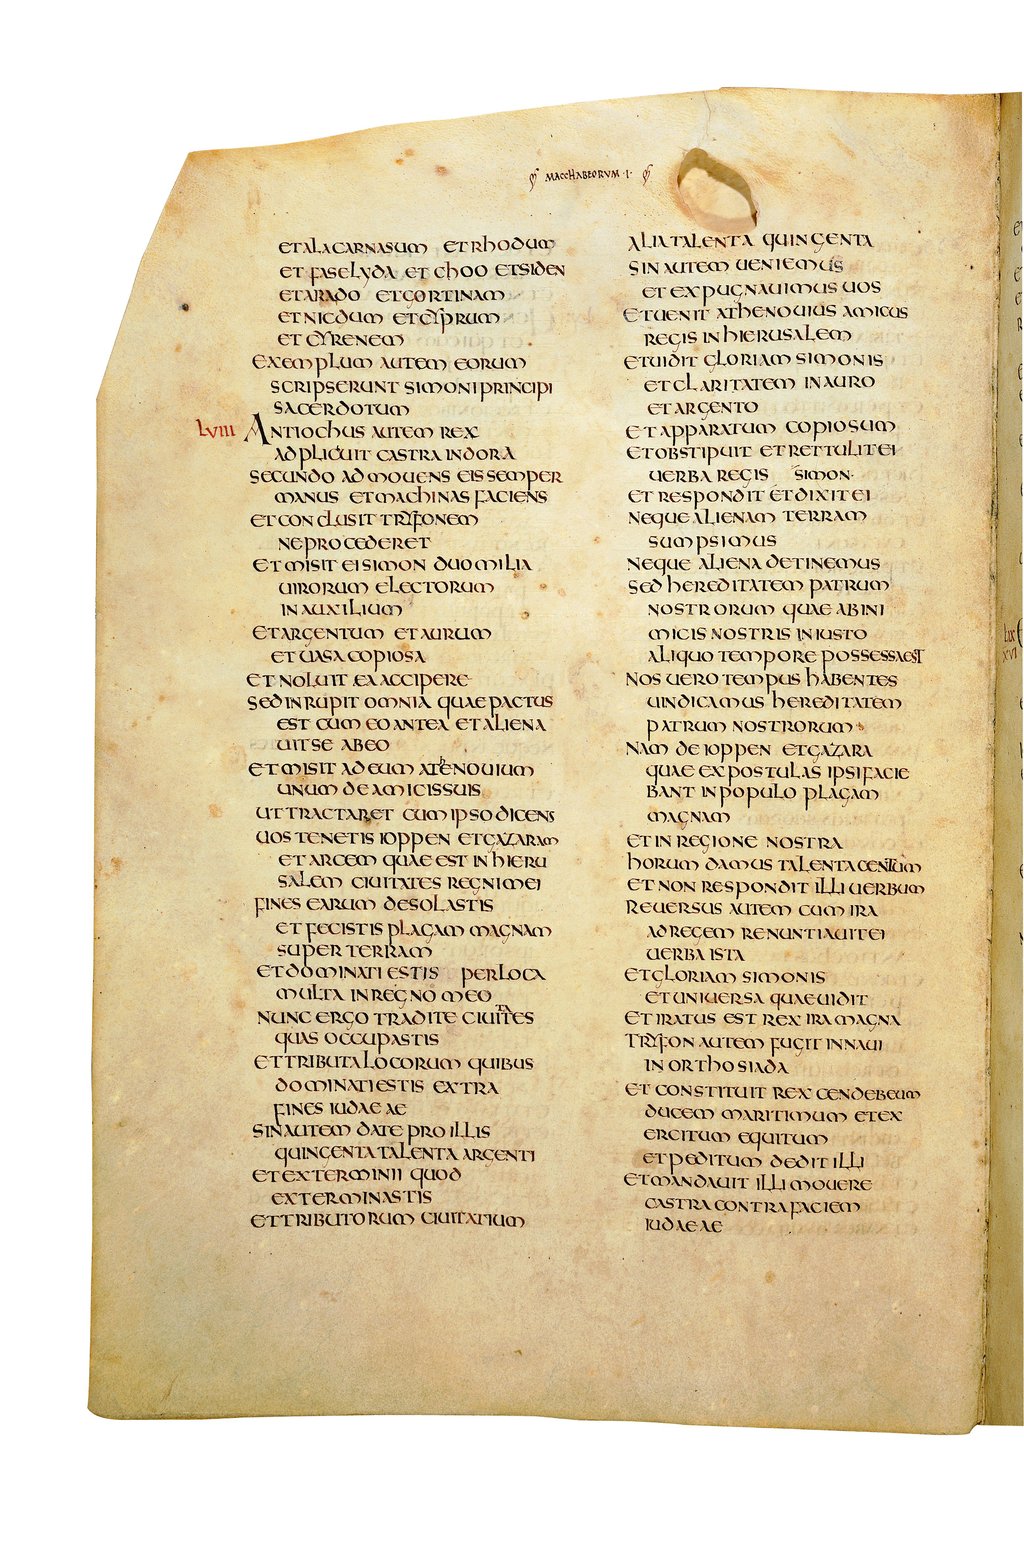 MACCHABEORUM · I ·
ET ALACARNASUM ET RHODUM
ET FASELYDA ET CHOO ET SIDEN
ET ARADO ET GORTINAM
ET NICDUM ET CYPRUM
ET CYRENEM
EXEMPLUM AUTEM EORUM
SCRIPSERUNT SIMONI PRINCIPI
SACERDOTUM
LVIII ANTIOCHUS AUTEM REX
ADPLICUIT CASTRA IN DORA
SECUNDO ADMOUENS EIS SEMPER
MANUS ET MACHINAS FACIENS
ET CONCLUSIT TRYFONEM
NE PROCEDERET
ET MISIT EI SIMON DUO MILIA
UIRORUM ELECTORUM
IN AUXILIUM
ET ARGENTUM ET AURUM
ET UASA COPIOSA
ET NOLUIT EA ACCIPERE
SED INRUPIT OMNIA QUAE PACTUS
EST CUM EO ANTEA ET ALIENA
UIT SE AB EO
ET MISIT AD EUM ATHENOUIUM
UNUM DE AMICIS SUIS
UT TRACTARET CUM IPSO DICENS
UOS TENETIS IOPPEN ET GAZARAM
ET ARCEM QUAE EST IN HIERU
SALEM CIUITATES REGNI MEI
FINES EARUM DESOLASTIS
ET FECISTIS PLAGAM MAGNAM
SUPER TERRAM
ET DOMINATI ESTIS PER LOCA
MULTA IN REGNO MEO
NUNC ERGO TRADITE CIUITATES
QUAS OCCUPASTIS
ET TRIBUTA LOCORUM QUIBUS
DOMINATI ESTIS EXTRA
FINES IUDAEAE
SIN AUTEM DATE PRO ILLIS
QUINGENTA TALENTA ARGENTI
ET EXTERMINII QUOD
EXTERMINASTIS
ET TRIBUTORUM CIUITATIUM
ALIA TALENTA QUINGENTA
SIN AUTEM UENIEMUS
ET EXPUGNAUIMUS UOS
ET UENIT ATHENOUIUS AMICUS
REGIS IN HIERUSALEM
ET UIDIT GLORIAM SIMONIS
ET CLARITATEM IN AURO
ET ARGENTO
ET APPARATUM COPIOSUM
ET OBSTIPUIT ET RETTULIT EI
UERBA REGIS SIMON·
ET RESPONDIT ET DIXIT EI
NEQUE ALIENAM TERRAM
SUMPSIMUS
NEQUE ALIENA DETINEMUS
SED HEREDITATEM PATRUM
NOSTRORUM QUAE AB INI
MICIS NOSTRIS INIUSTO
ALIQUO TEMPORE POSSESSA EST
NOS UERO TEMPUS HABENTES
UINDICAMUS HEREDITATEM
PATRUM NOSTRORUM
NAM DE IOPPEN ET GAZARA
QUAE EXPOSTULAS IPSI FACIE
BANT IN POPULO PLAGAM
MAGNAM
ET IN REGIONE NOSTRA
HORUM DAMUS TALENTA CENTUM
ET NON RESPONDIT ILLI UERBUM
REUERSUS AUTEM CUM IRA
AD REGEM RENUNTIAUIT EI
UERBA ISTA
ET GLORIAM SIMONIS
ET UNIUERSA QUAE UIDIT
ET IRATUS EST REX IRA MAGNA
TRYFON AUTEM FUGIT IN NAUI
IN ORTHOSIADA
ET CONSTITUIT REX CENDEBEUM
DUCEM MARITIMUM ET EX
ERCITUM EQUITUM
ET PEDITUM DEDIT ILLI
ET MANDAUIT ILLI MOUERE
CASTRA CONTRA FACIEM
IUDAEAE